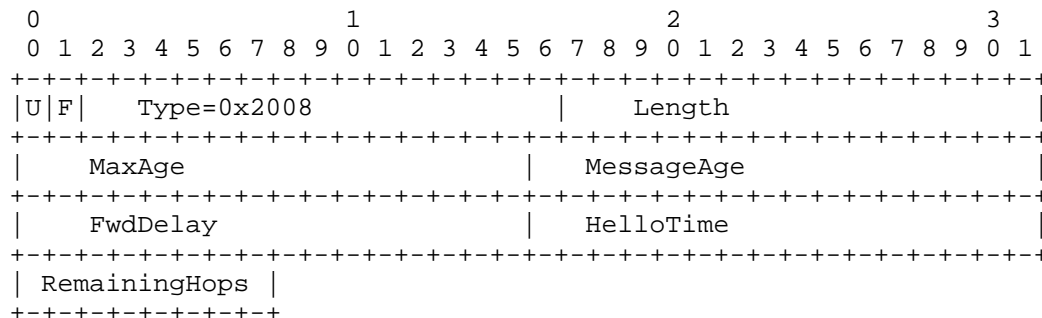 0                   1                   2                   3
 0 1 2 3 4 5 6 7 8 9 0 1 2 3 4 5 6 7 8 9 0 1 2 3 4 5 6 7 8 9 0 1
+-+-+-+-+-+-+-+-+-+-+-+-+-+-+-+-+-+-+-+-+-+-+-+-+-+-+-+-+-+-+-+-+
|U|F|   Type=0x2008               |    Length                   |
+-+-+-+-+-+-+-+-+-+-+-+-+-+-+-+-+-+-+-+-+-+-+-+-+-+-+-+-+-+-+-+-+
|    MaxAge                     |   MessageAge                  |
+-+-+-+-+-+-+-+-+-+-+-+-+-+-+-+-+-+-+-+-+-+-+-+-+-+-+-+-+-+-+-+-+
|    FwdDelay                   |   HelloTime                   |
+-+-+-+-+-+-+-+-+-+-+-+-+-+-+-+-+-+-+-+-+-+-+-+-+-+-+-+-+-+-+-+-+
| RemainingHops |
+-+-+-+-+-+-+-+-+